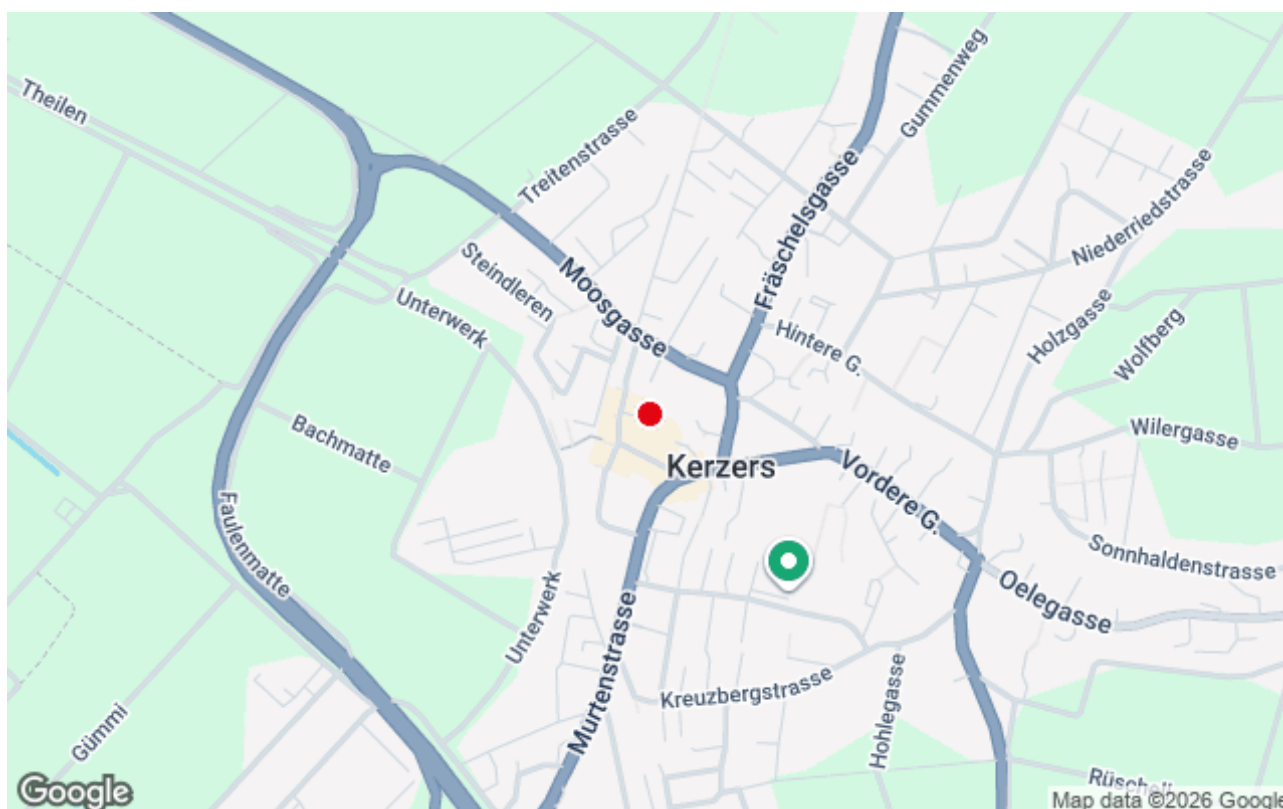 Theilen
Treitenstrasse
Gummenweg
Fräschelsgasse
Niederriedstrasse
Steindleren
Moosgasse
Unterwerk
Hintere G.
Holzgasse
Wolfberg
Bachmatte
Kerzers
Wilergasse
Vordere G.
Faulenmatte
Sonnhaldenstrasse
Oelegasse
Unterwerk
Murtenstrasse
Kreuzbergstrasse
Hohlegasse
Gümmi
Google
Map data ©2026 Google